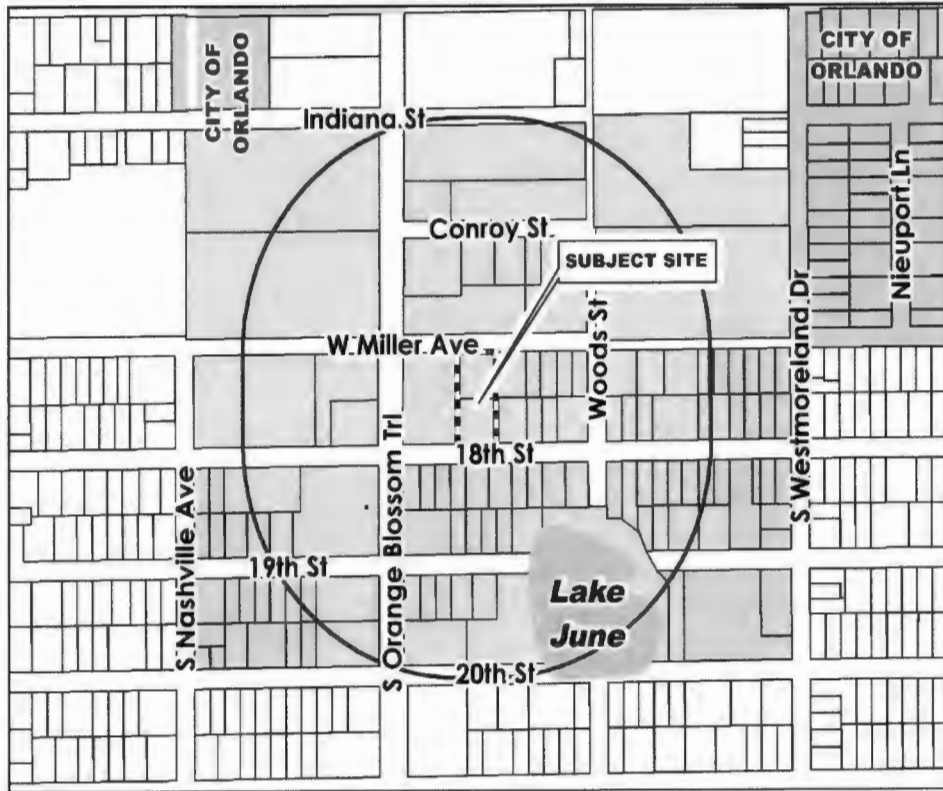 CITY OF
ORLANDO
CITY OF
ORLANDO
Indiana St
Conroy St
SUBJECT SITE
Nieuport Ln
W Miller Ave
Woods St
S Westmoreland Dr
18th St
S Orange Blossom Trl
S Nashville Ave
19th St
Lake
June
20th St